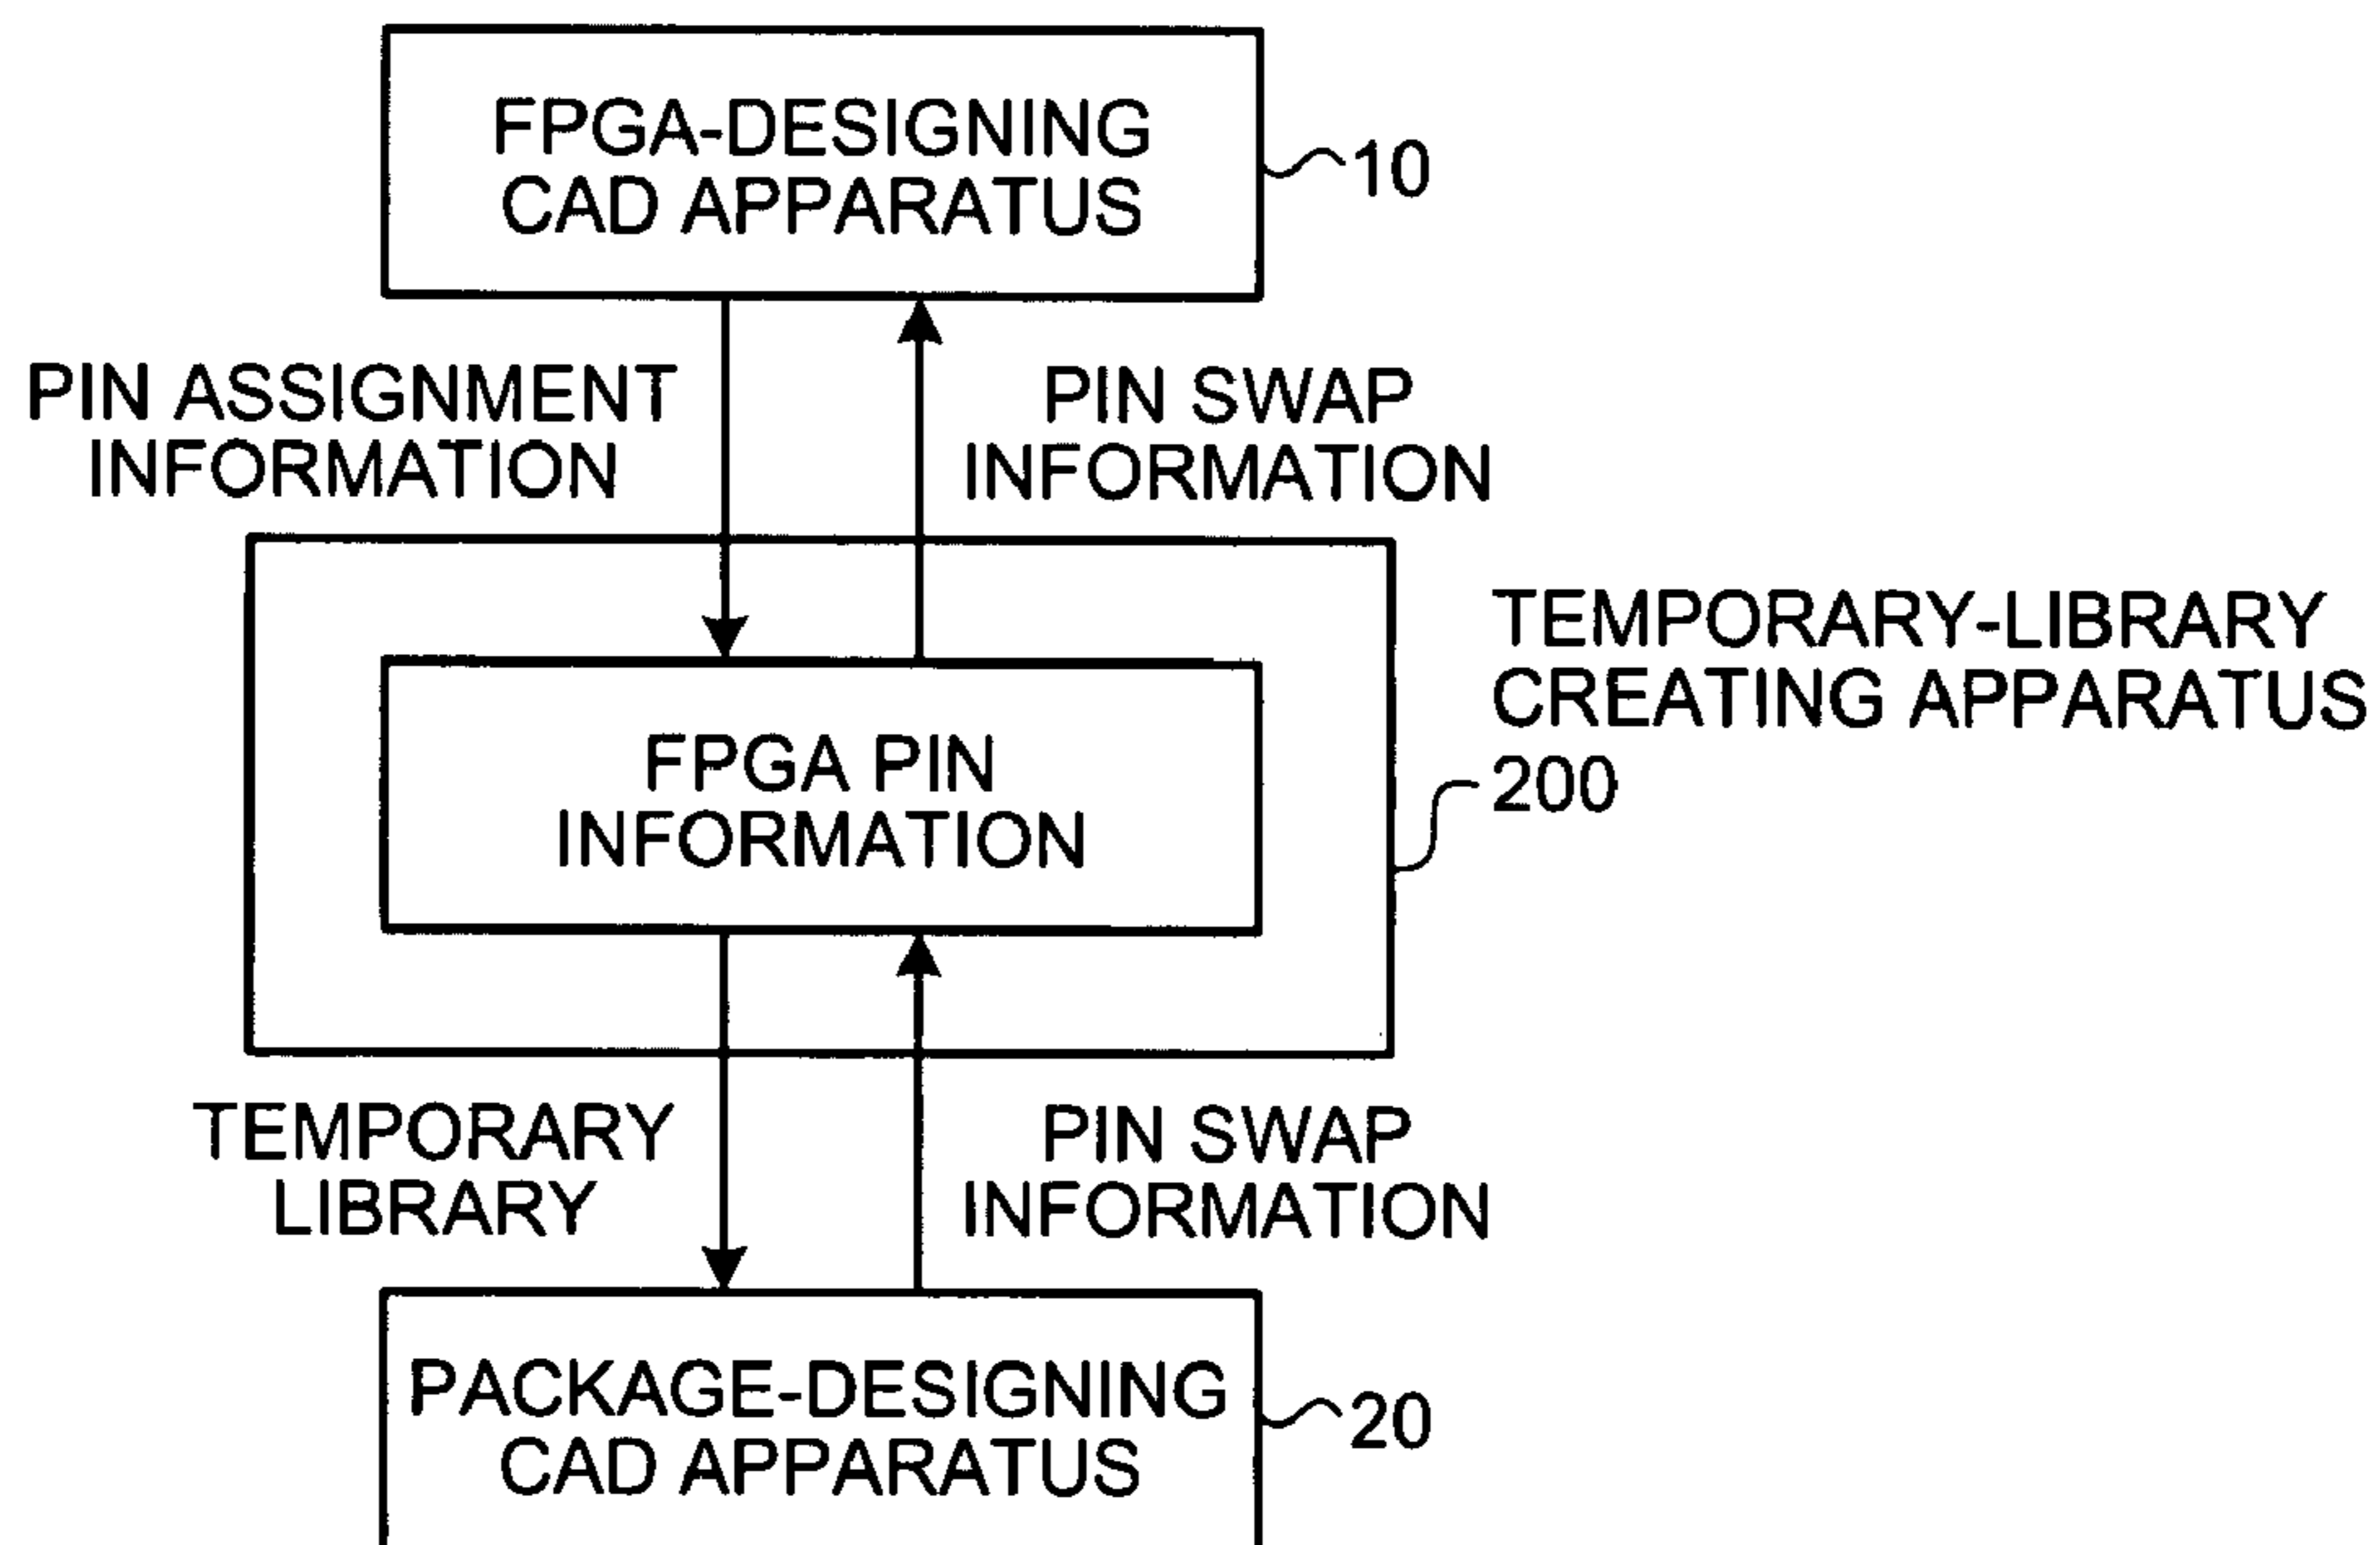 FPGA-DESIGNING
CAD APPARATUS
10
PIN ASSIGNMENT
INFORMATION
PIN SWAP
INFORMATION
TEMPORARY-LIBRARY
CREATING APPARATUS
200
FPGA PIN
INFORMATION
TEMPORARY
LIBRARY
PIN SWAP
INFORMATION
PACKAGE-DESIGNING
CAD APPARATUS
20